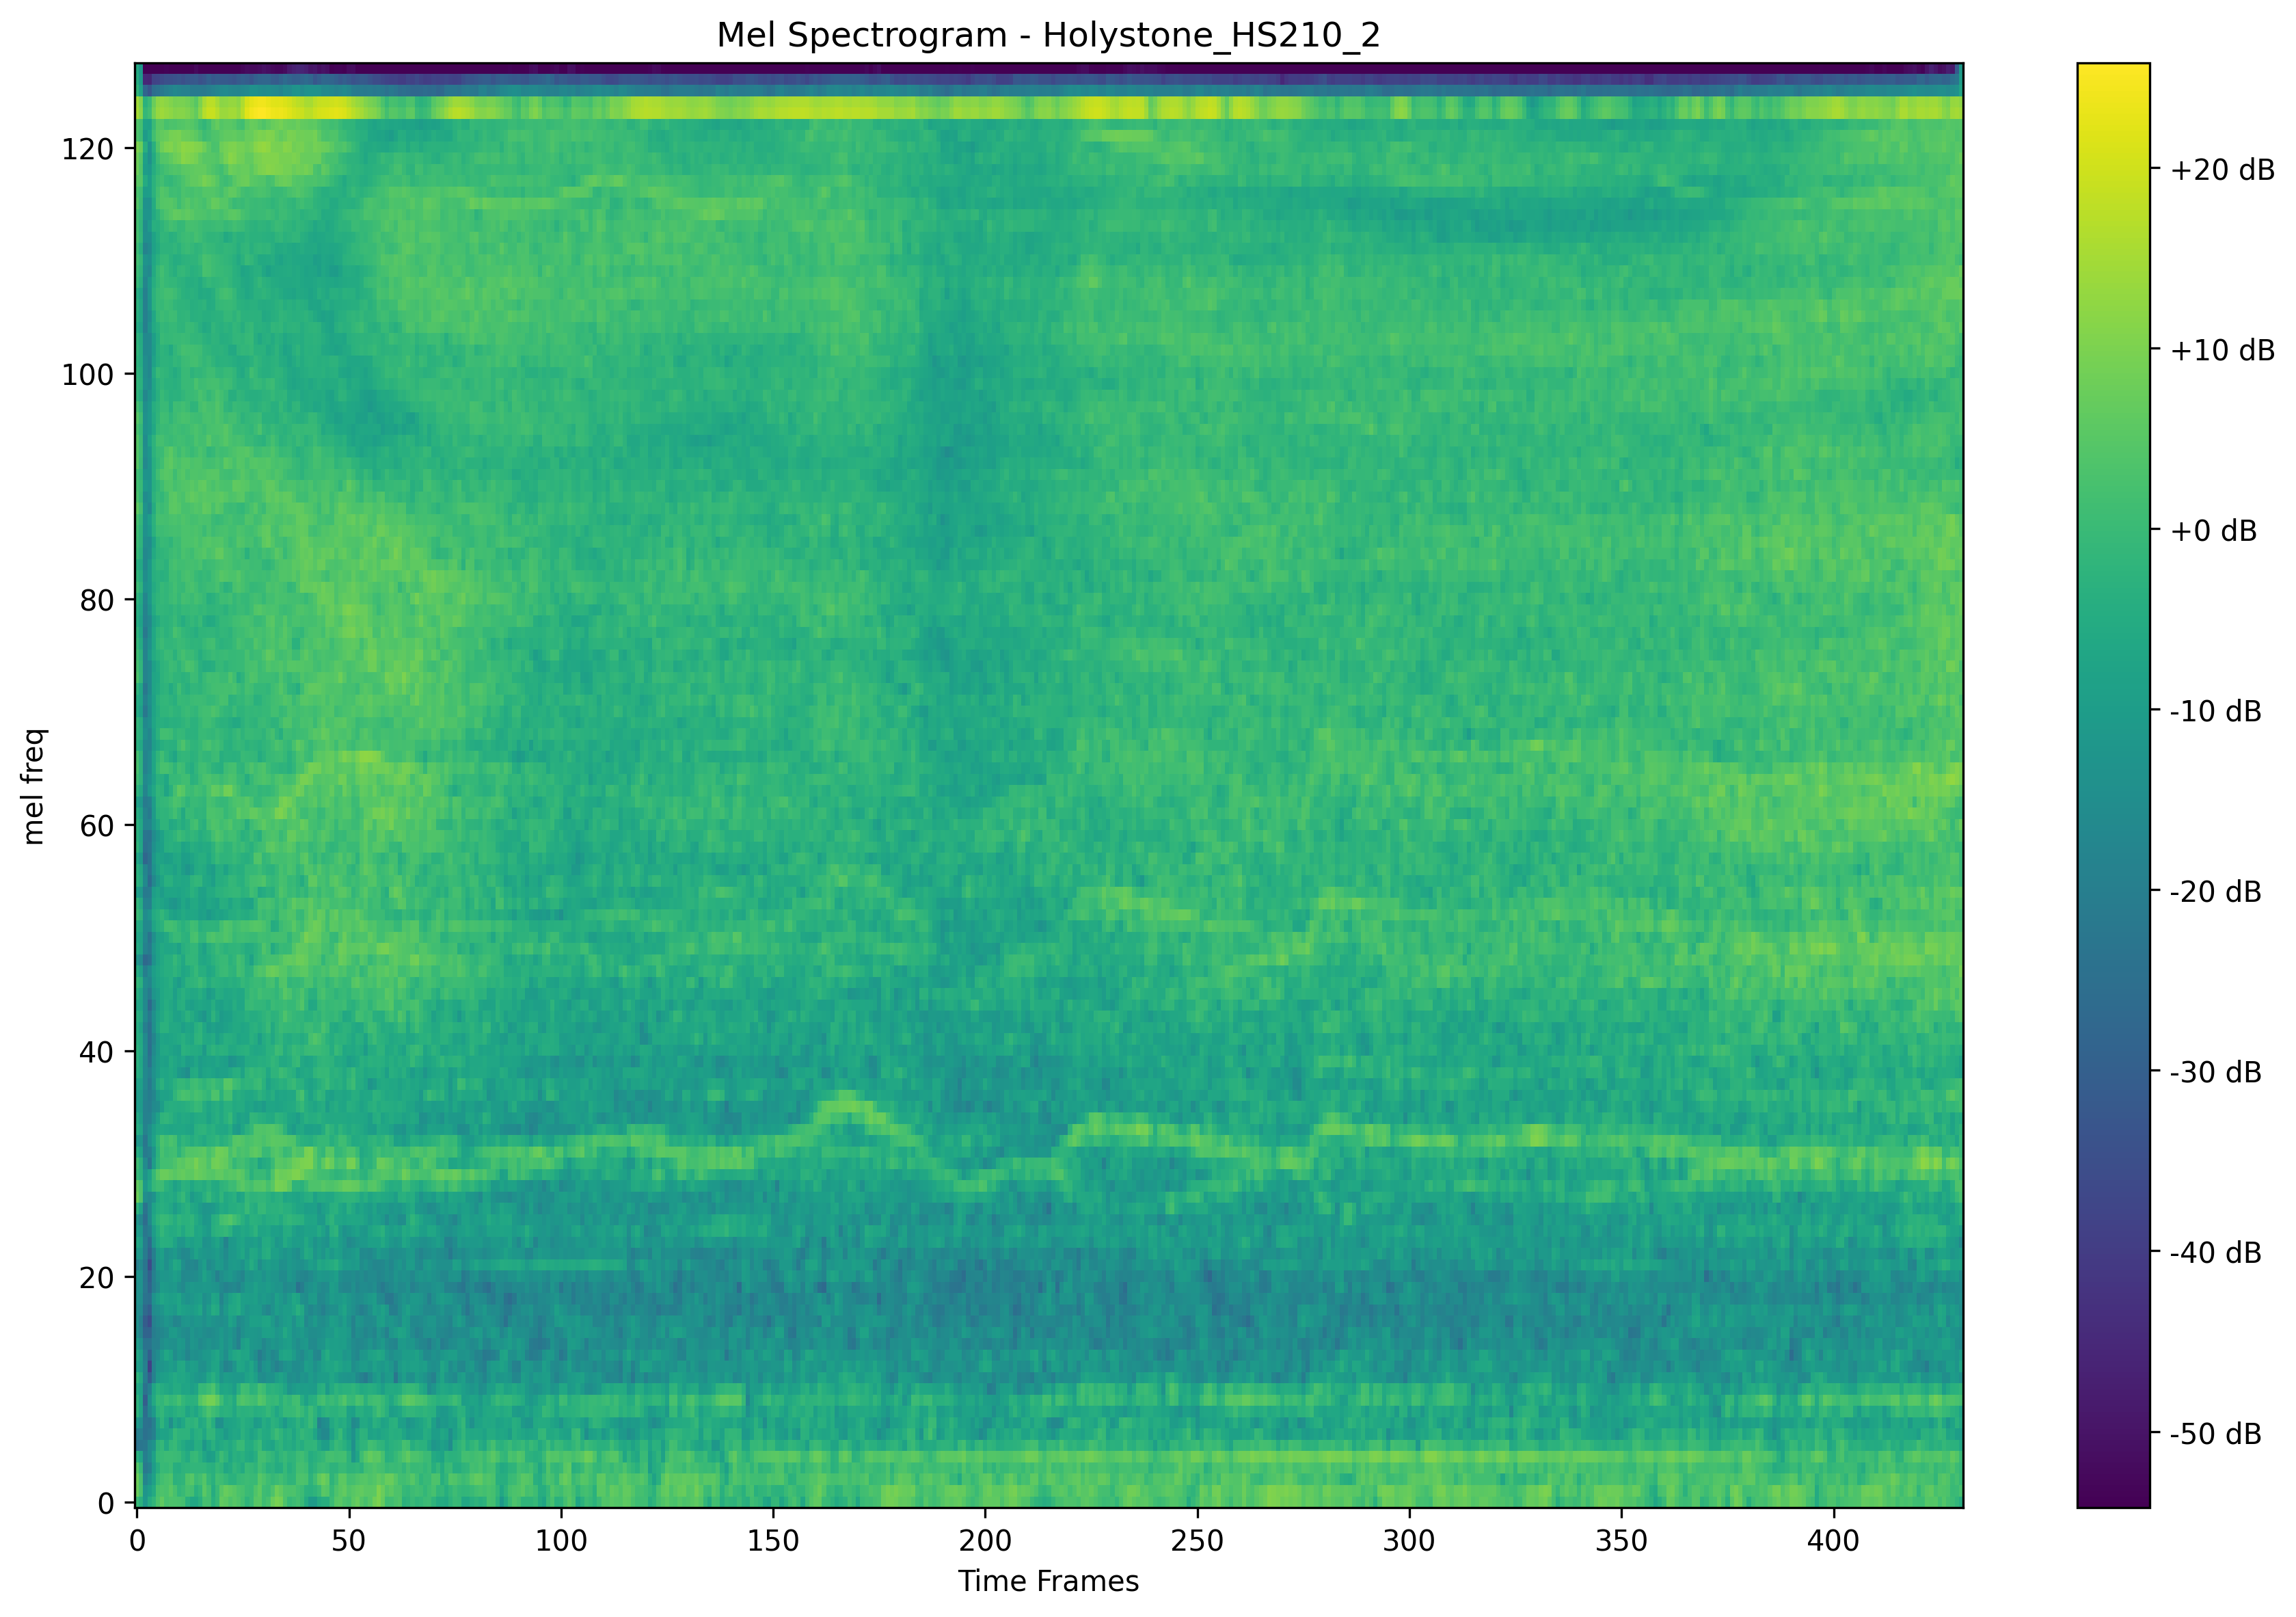 Mel Spectrogram - Holystone_HS210_2
mel freq
120
100
80
60
40
20
0
0 50 100 150 200 250 300 350 400
Time Frames
+20 dB
+10 dB
+0 dB
-10 dB
-20 dB
-30 dB
-40 dB
-50 dB